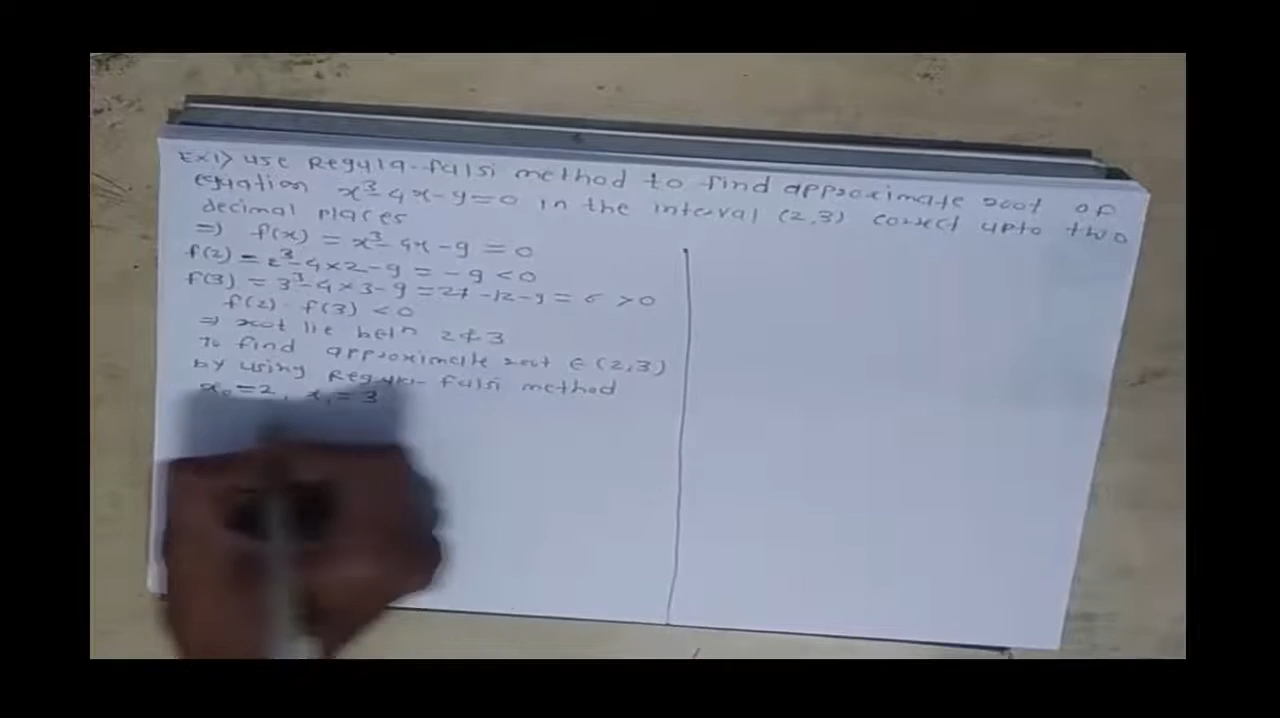 Ex1) Use Regula-falsi method to find approximate root of
equation x³-4x-9=0 in the interval (2,3) correct upto two
decimal places
⇒ f(x) = x³-4x-9=0
f(2) = 2³-4×2-9 = -9 <0
f(3) = 3³-4×3-9 = 27-12-9 = 6 >0
f(2) · f(3) <0
⇒ root lie betⁿ 2 & 3
To find approximate root ∈ (2,3)
by using Regula-falsi method
x₀=2, x₁=3